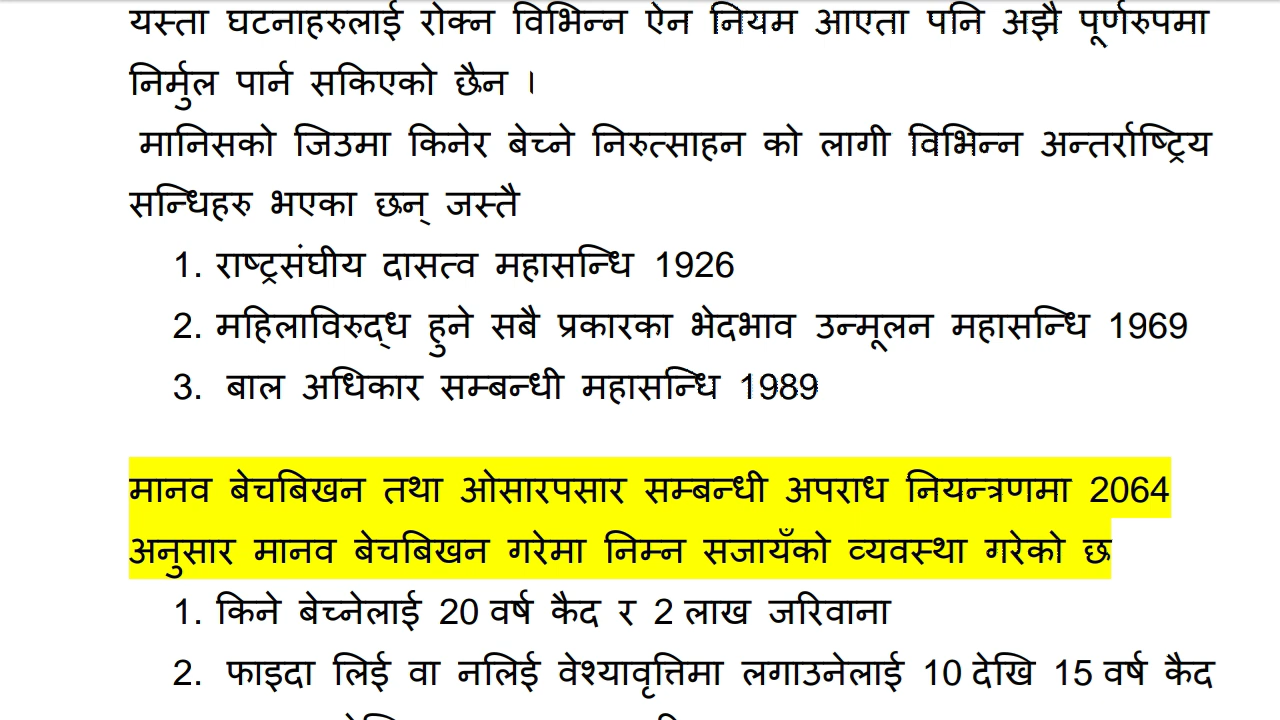 यस्ता घटनाहरुलाई रोक्न विभिन्न ऐन नियम आएता पनि अझै पूर्णरुपमा
निर्मुल पार्न सकिएको छैन ।
मानिसको जिउमा किनेर बेच्ने निरुत्साहन को लागी विभिन्न अन्तर्राष्ट्रिय
सन्धिहरु भएका छन् जस्तै
1. राष्ट्रसंघीय दासत्व महासन्धि 1926
2. महिलाविरुद्ध हुने सबै प्रकारका भेदभाव उन्मूलन महासन्धि 1969
3. बाल अधिकार सम्बन्धी महासन्धि 1989
मानव बेचबिखन तथा ओसारपसार सम्बन्धी अपराध नियन्त्रणमा 2064
अनुसार मानव बेचबिखन गरेमा निम्न सजायँको व्यवस्था गरेको छ
1. किने बेच्नेलाई 20 वर्ष कैद र 2 लाख जरिवाना
2. फाइदा लिई वा नलिई वेश्यावृत्तिमा लगाउनेलाई 10 देखि 15 वर्ष कैद